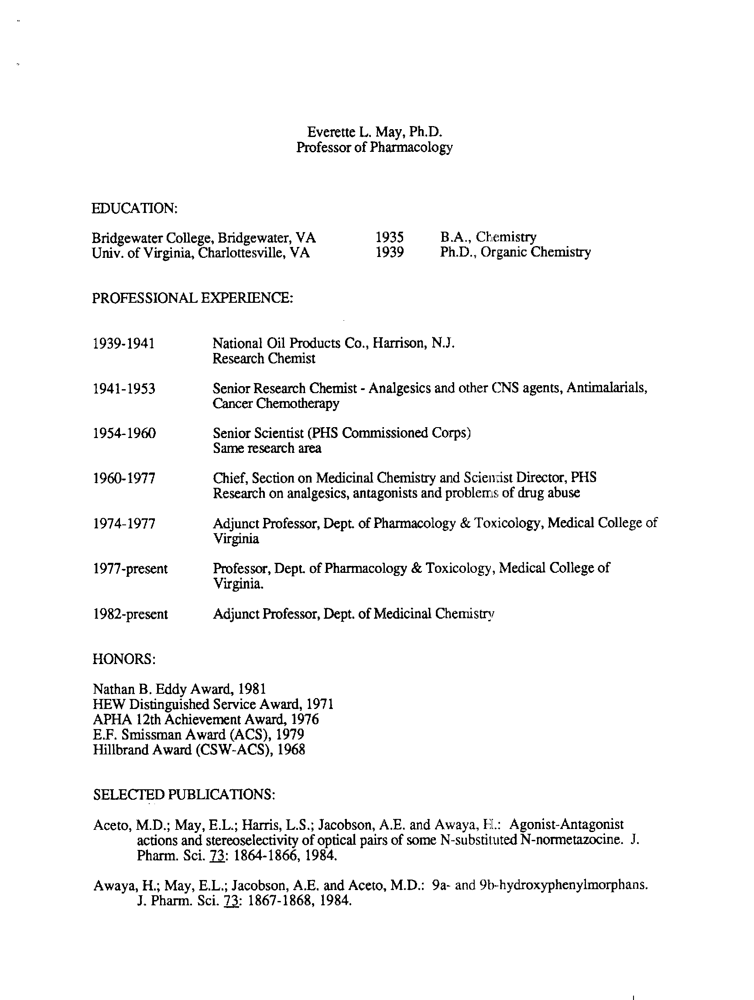 Everette L. May, Ph.D.
Professor of Pharmacology
EDUCATION:
Bridgewater College, Bridgewater, VA 1935 B.A., Chemistry
Univ. of Virginia, Charlottesville, VA 1939 Ph.D., Organic Chemistry
PROFESSIONAL EXPERIENCE:
1939-1941 National Oil Products Co., Harrison, N.J.
Research Chemist
1941-1953 Senior Research Chemist - Analgesics and other CNS agents, Antimalarials,
Cancer Chemotherapy
1954-1960 Senior Scientist (PHS Commissioned Corps)
Same research area
1960-1977 Chief, Section on Medicinal Chemistry and Scientist Director, PHS
Research on analgesics, antagonists and problems of drug abuse
1974-1977 Adjunct Professor, Dept. of Pharmacology & Toxicology, Medical College of
Virginia
1977-present Professor, Dept. of Pharmacology & Toxicology, Medical College of
Virginia.
1982-present Adjunct Professor, Dept. of Medicinal Chemistry
HONORS:
Nathan B. Eddy Award, 1981
HEW Distinguished Service Award, 1971
APHA 12th Achievement Award, 1976
E.F. Smissman Award (ACS), 1979
Hillbrand Award (CSW-ACS), 1968
SELECTED PUBLICATIONS:
Aceto, M.D.; May, E.L.; Harris, L.S.; Jacobson, A.E. and Awaya, H.: Agonist-Antagonist
actions and stereoselectivity of optical pairs of some N-substituted N-normetazocine. J.
Pharm. Sci. 73: 1864-1866, 1984.
Awaya, H.; May, E.L.; Jacobson, A.E. and Aceto, M.D.: 9a- and 9b-hydroxyphenylmorphans.
J. Pharm. Sci. 73: 1867-1868, 1984.